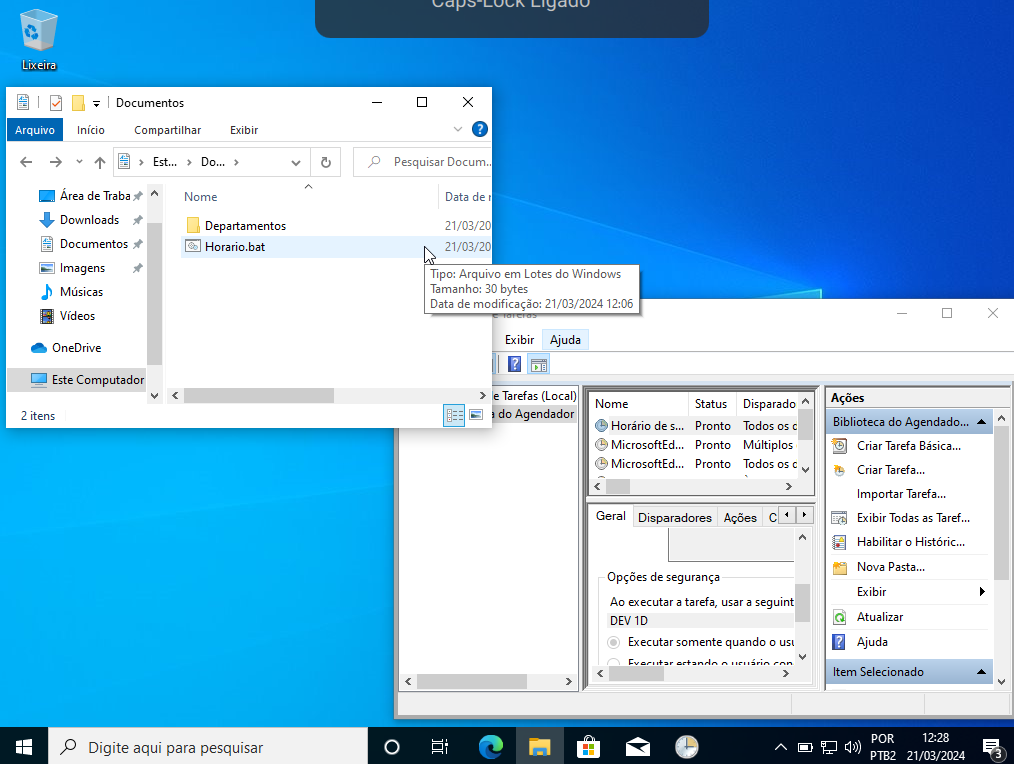 Caps-Lock Ligado
Lixeira
Documentos
Arquivo
Início
Compartilhar
Exibir
Est...
Do...
Pesquisar Docum...
Área de Traba
Downloads
Documentos
Imagens
Músicas
Vídeos
OneDrive
Este Computador
Nome
Data de
Departamentos
21/03/20
Horario.bat
21/03/20
Tipo: Arquivo em Lotes do Windows
Tamanho: 30 bytes
Data de modificação: 21/03/2024 12:06
2 itens
Exibir
Ajuda
e Tarefas (Local)
a do Agendador
Nome
Status
Disparado
Horário de s...
Pronto
Todos os d
MicrosoftEd...
Pronto
Múltiplos
MicrosoftEd...
Pronto
Todos os d
Geral
Disparadores
Ações
C
Opções de segurança
Ao executar a tarefa, usar a seguint
DEV 1D
Executar somente quando o usu
Executar estando o usuário con
Ações
Biblioteca do Agendado...
Criar Tarefa Básica...
Criar Tarefa...
Importar Tarefa...
Exibir Todas as Taref...
Habilitar o Históric...
Nova Pasta...
Exibir
Atualizar
Ajuda
Item Selecionado
Digite aqui para pesquisar
POR
PTB2
12:28
21/03/2024
3